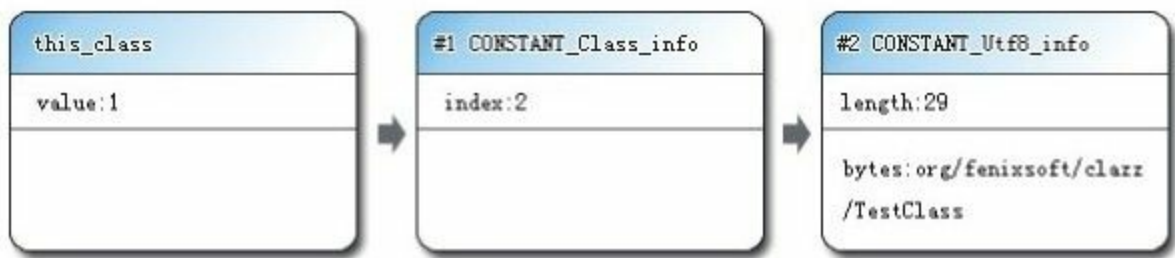 this_class
value:1
#1 CONSTANT_Class_info
index:2
#2 CONSTANT_Utf8_info
length:29
bytes:org/fenixsoft/clazz
/TestClass